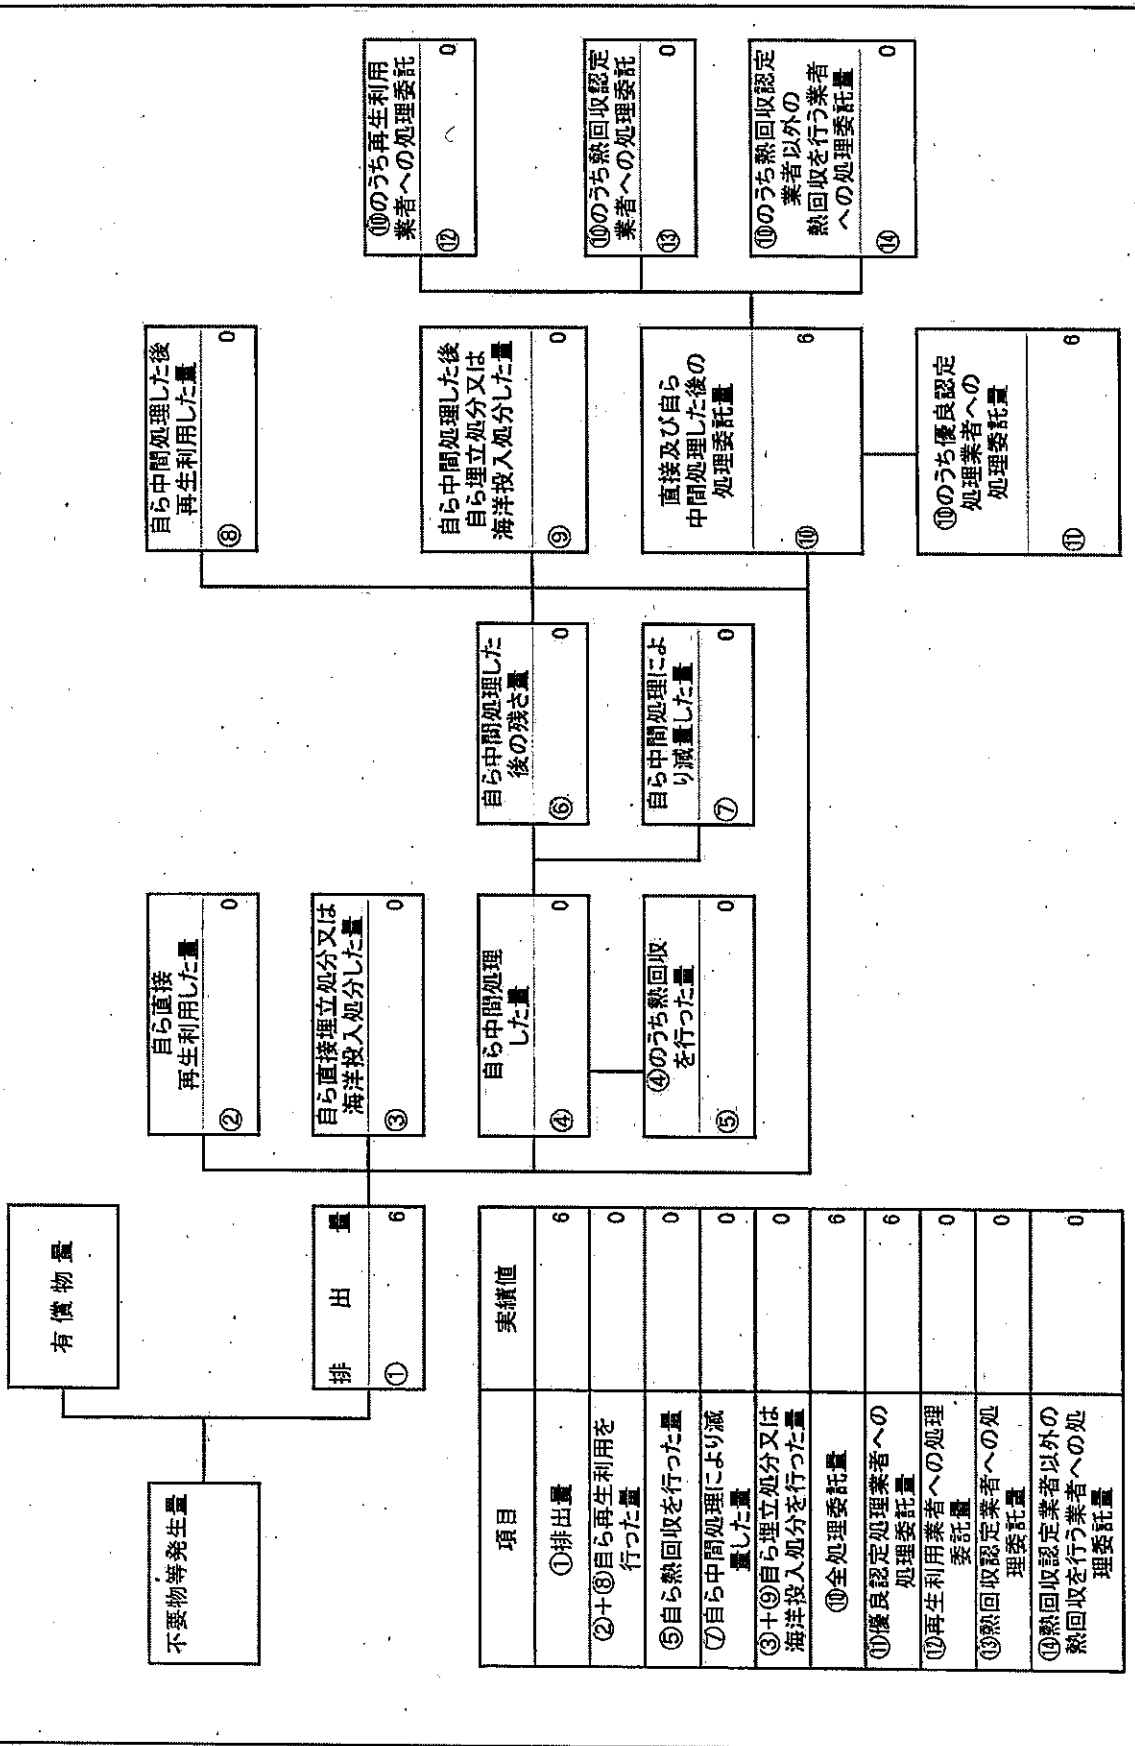 有償物量
不要物等発生量
排出量
① 6
自ら直接
再生利用した量
② 0
自ら直接埋立処分又は
海洋投入処分した量
③ 0
自ら中間処理
した量
④ 0
④のうち熱回収
を行った量
⑤ 0
自ら中間処理した
後の残さ量
⑥ 0
自ら中間処理によ
り減量した量
⑦ 0
自ら中間処理した後
再生利用した量
⑧ 0
自ら中間処理した後
自ら埋立処分又は
海洋投入処分した量
⑨ 0
直接及び自ら
中間処理した後の
処理委託量
⑩ 6
⑩のうち優良認定
処理業者への
処理委託量
⑪ 6
⑩のうち再生利用
業者への処理委託
⑫ 0
⑩のうち熱回収認定
業者への処理委託
⑬ 0
⑩のうち熱回収認定
業者以外の
熱回収を行う業者
への処理委託量
⑭ 0
項目 実績値
①排出量 6
②+⑧自ら再生利用を
行った量 0
⑤自ら熱回収を行った量 0
⑦自ら中間処理により減
量した量 0
③+⑨自ら埋立処分又は
海洋投入処分を行った量 0
⑩全処理委託量 6
⑪優良認定処理業者への
処理委託量 6
⑫再生利用業者への処理
委託量 0
⑬熱回収認定業者への処
理委託量 0
⑭熱回収認定業者以外の
熱回収を行う業者への処
理委託量 0